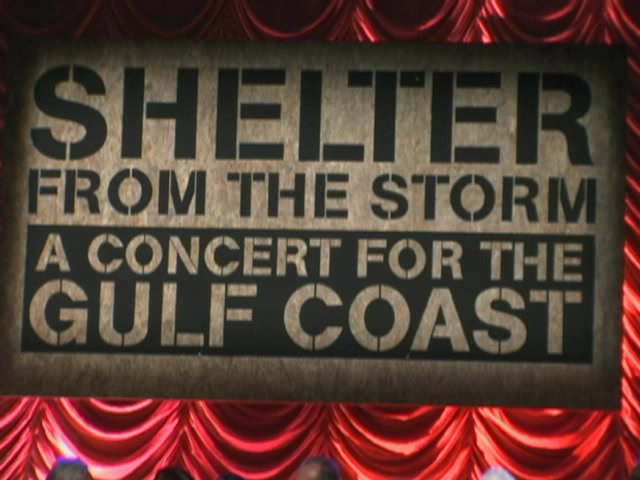 SHELTER
FROM THE STORM
A CONCERT FOR THE
GULF COAST